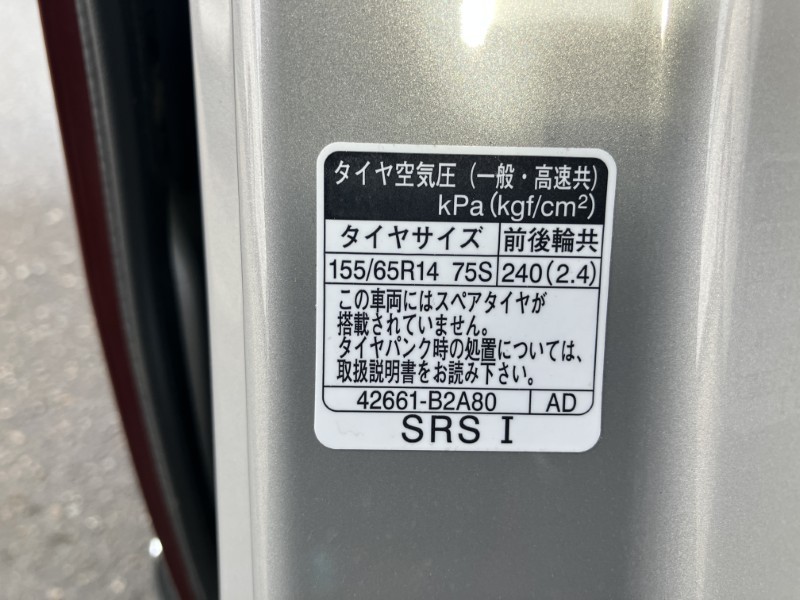 タイヤ空気圧（一般・高速共）
kPa(kgf/cm²)
タイヤサイズ 前後輪共
155/65R14 75S 240(2.4)
この車両にはスペアタイヤが
搭載されていません。
タイヤパンク時の処置については、
取扱説明書をお読み下さい。
42661-B2A80 AD
SRS I